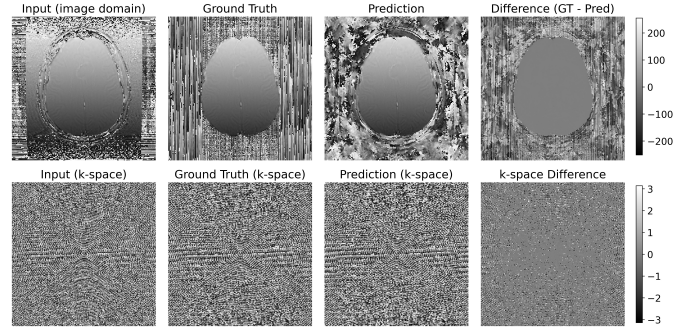 Input (image domain)
Ground Truth
Prediction
Difference (GT - Pred)
200
100
0
−100
−200
Input (k-space)
Ground Truth (k-space)
Prediction (k-space)
k-space Difference
3
2
1
0
−1
−2
−3